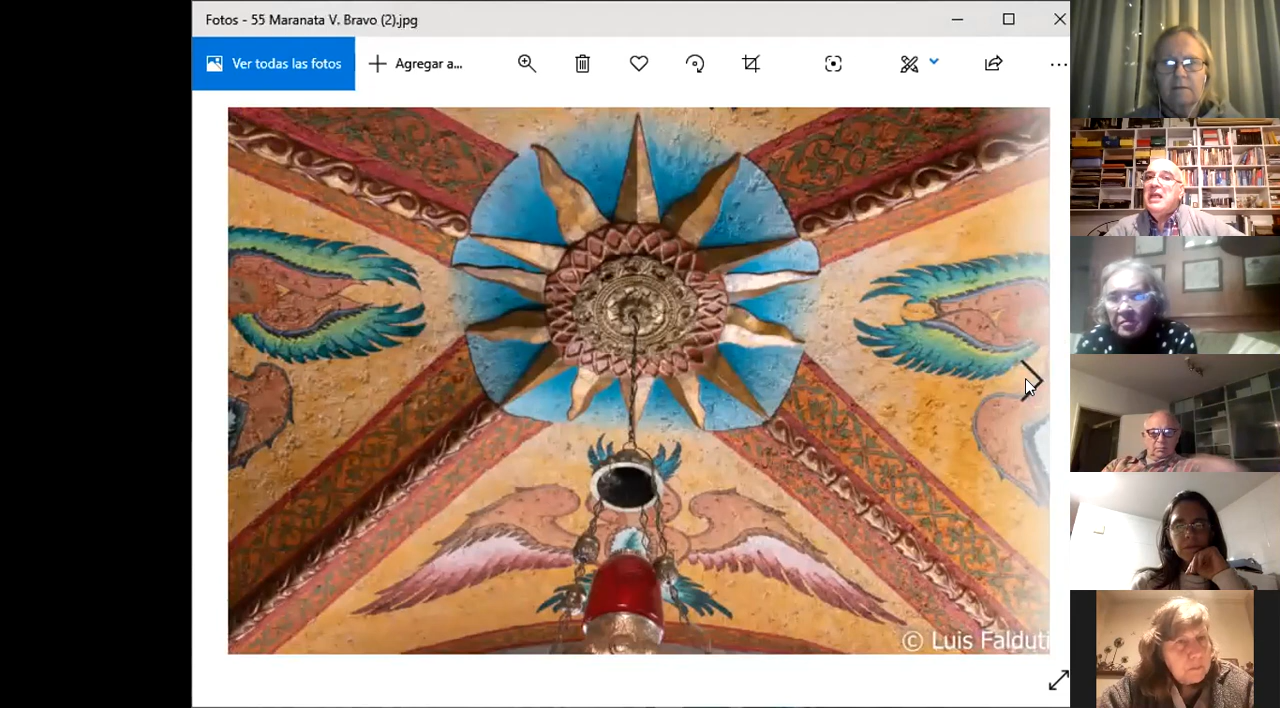 Fotos - 55 Maranata V. Bravo (2).jpg
Ver todas las fotos
Agregar a...
© Luis Falduti